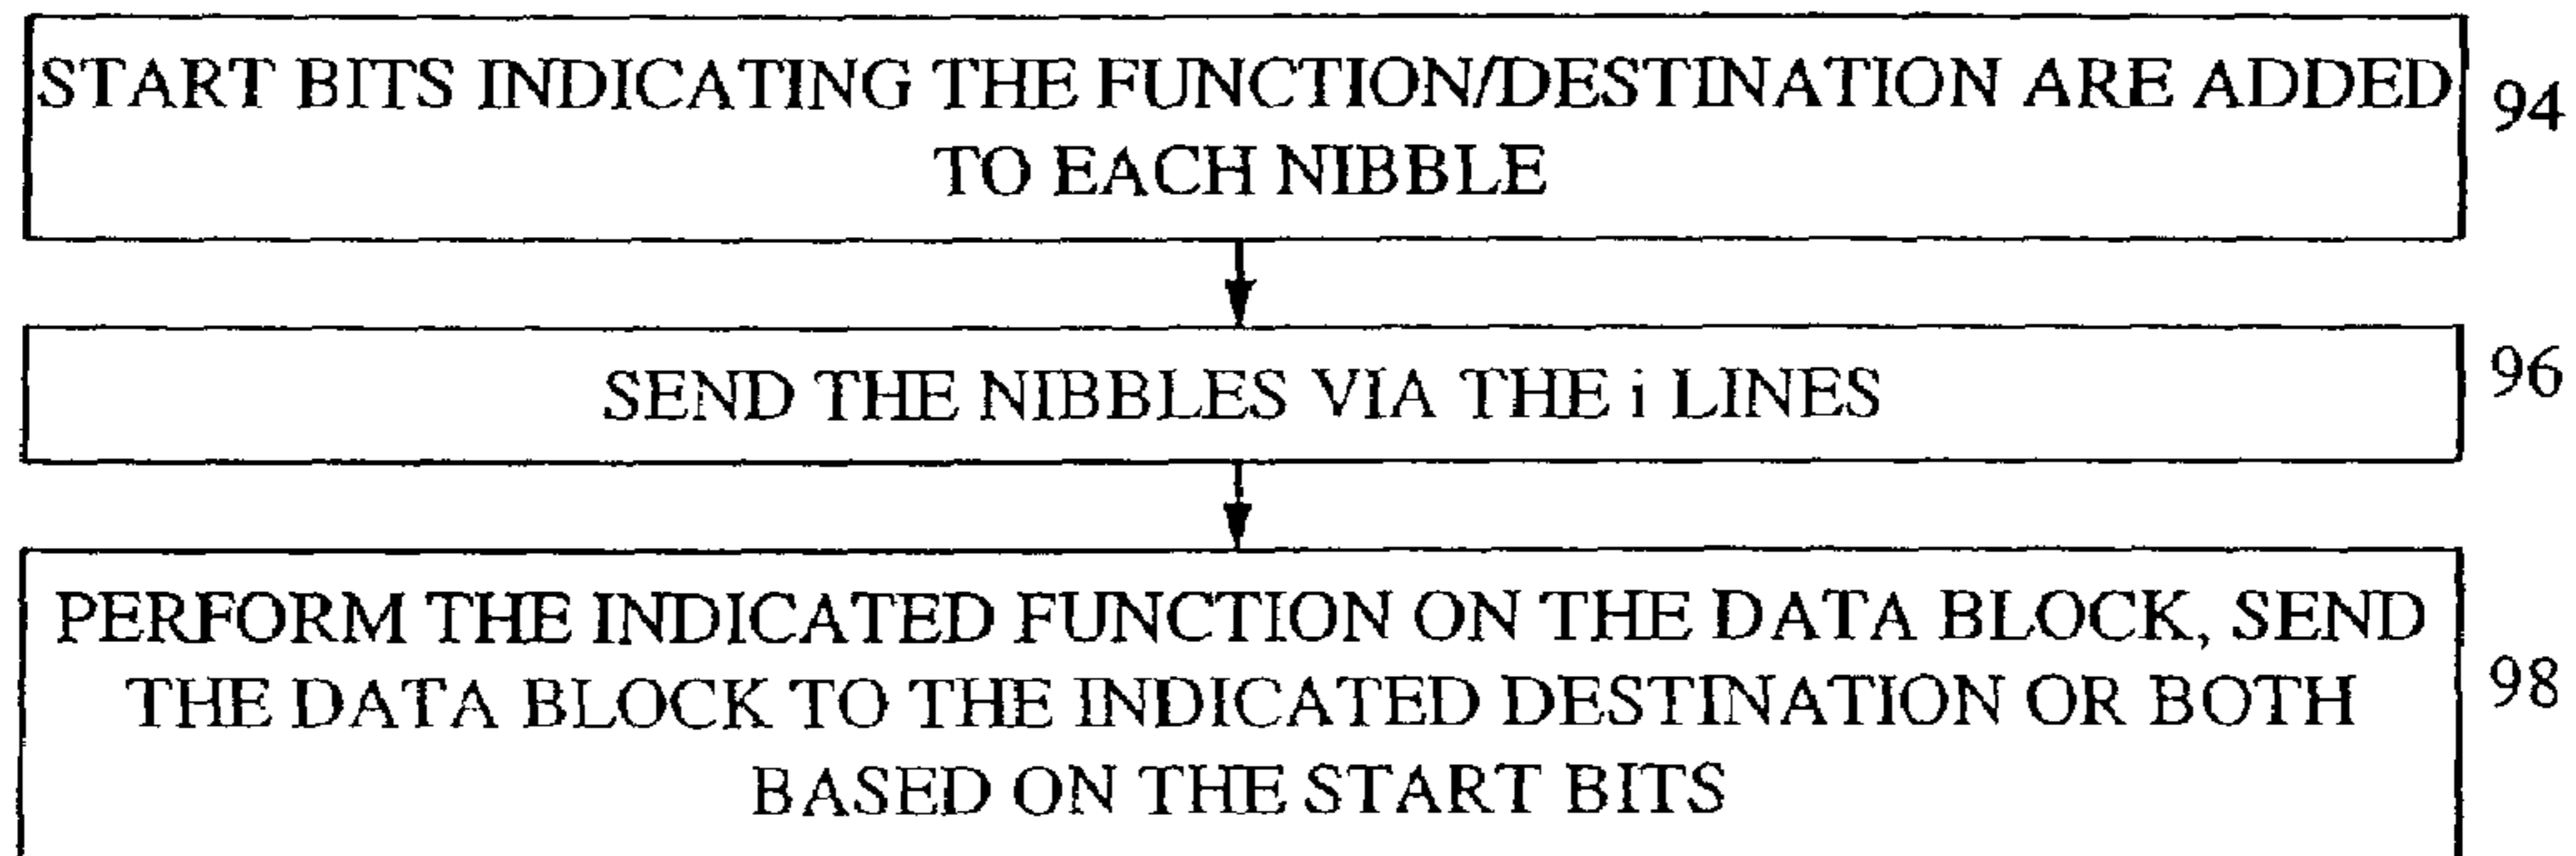 START BITS INDICATING THE FUNCTION/DESTINATION ARE ADDED
TO EACH NIBBLE
94
SEND THE NIBBLES VIA THE i LINES
96
PERFORM THE INDICATED FUNCTION ON THE DATA BLOCK, SEND
THE DATA BLOCK TO THE INDICATED DESTINATION OR BOTH
BASED ON THE START BITS
98